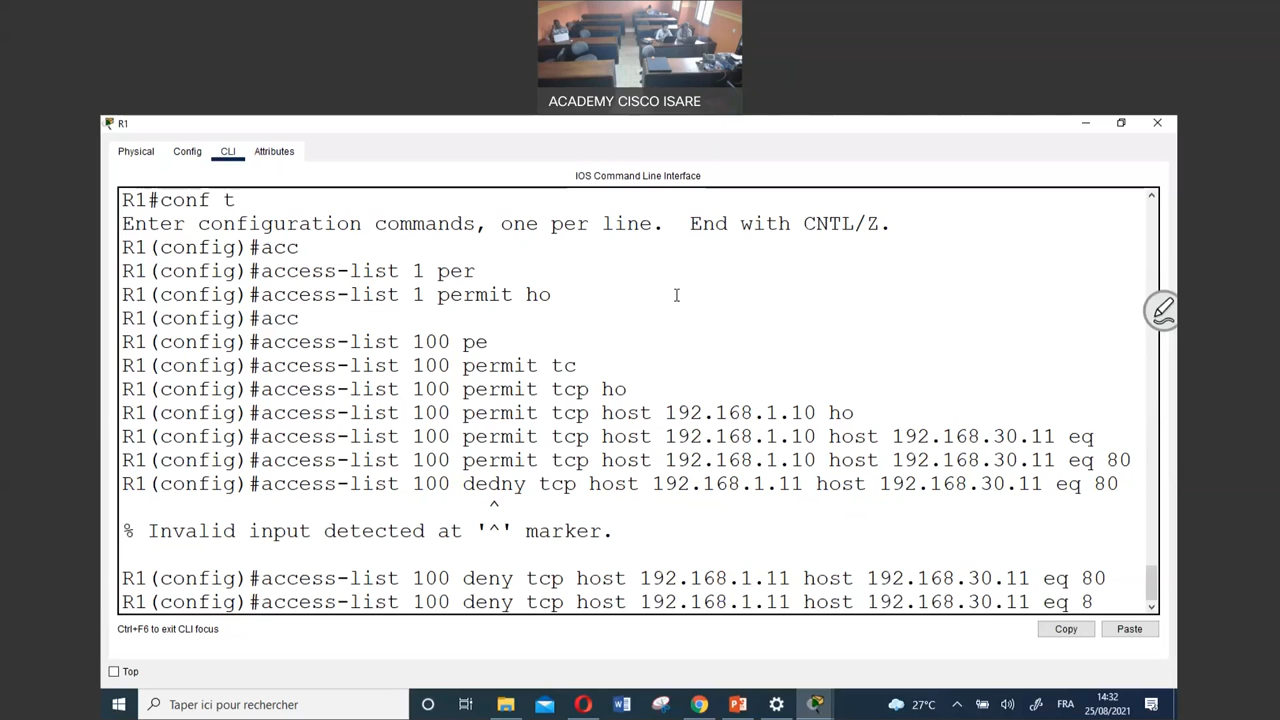 ACADEMY CISCO ISARE
R1
Physical Config CLI Attributes
IOS Command Line Interface
R1#conf t
Enter configuration commands, one per line.  End with CNTL/Z.
R1(config)#acc
R1(config)#access-list 1 per
R1(config)#access-list 1 permit ho
R1(config)#acc
R1(config)#access-list 100 pe
R1(config)#access-list 100 permit tc
R1(config)#access-list 100 permit tcp ho
R1(config)#access-list 100 permit tcp host 192.168.1.10 ho
R1(config)#access-list 100 permit tcp host 192.168.1.10 host 192.168.30.11 eq
R1(config)#access-list 100 permit tcp host 192.168.1.10 host 192.168.30.11 eq 80
R1(config)#access-list 100 dedny tcp host 192.168.1.11 host 192.168.30.11 eq 80
^
% Invalid input detected at '^' marker.
R1(config)#access-list 100 deny tcp host 192.168.1.11 host 192.168.30.11 eq 80
R1(config)#access-list 100 deny tcp host 192.168.1.11 host 192.168.30.11 eq 8
Ctrl+F6 to exit CLI focus
Copy Paste
Top
Taper ici pour rechercher
27°C
FRA
14:32
25/08/2021